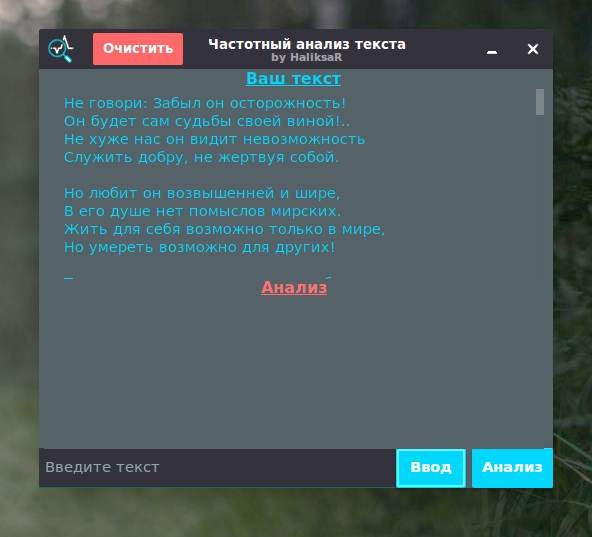 Очистить
Частотный анализ текста
by HaliksaR
Ваш текст
Не говори: Забыл он осторожность!
Он будет сам судьбы своей виной!..
Не хуже нас он видит невозможность
Служить добру, не жертвуя собой.
Но любит он возвышенней и шире,
В его душе нет помыслов мирских.
Жить для себя возможно только в мире,
Но умереть возможно для других!
Анализ
Введите текст
Ввод
Анализ